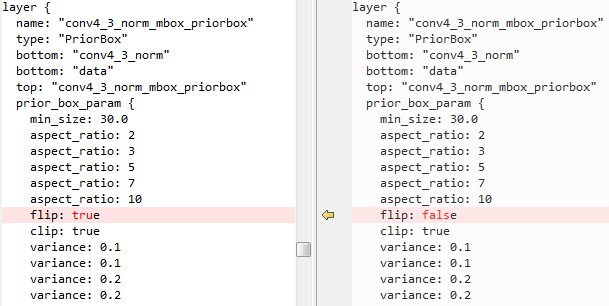 layer {
  name: "conv4_3_norm_mbox_priorbox"
  type: "PriorBox"
  bottom: "conv4_3_norm"
  bottom: "data"
  top: "conv4_3_norm_mbox_priorbox"
  prior_box_param {
    min_size: 30.0
    aspect_ratio: 2
    aspect_ratio: 3
    aspect_ratio: 5
    aspect_ratio: 7
    aspect_ratio: 10
    flip: true
    clip: true
    variance: 0.1
    variance: 0.1
    variance: 0.2
    variance: 0.2
layer {
  name: "conv4_3_norm_mbox_priorbox"
  type: "PriorBox"
  bottom: "conv4_3_norm"
  bottom: "data"
  top: "conv4_3_norm_mbox_priorbox"
  prior_box_param {
    min_size: 30.0
    aspect_ratio: 2
    aspect_ratio: 3
    aspect_ratio: 5
    aspect_ratio: 7
    aspect_ratio: 10
    flip: false
    clip: true
    variance: 0.1
    variance: 0.1
    variance: 0.2
    variance: 0.2